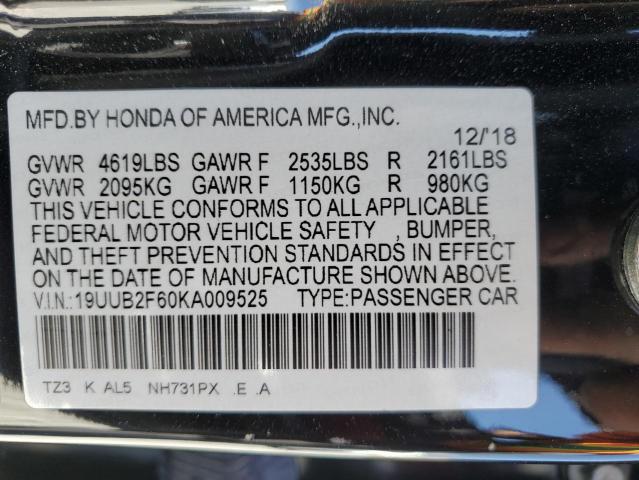 MFD.BY HONDA OF AMERICA MFG.,INC.
12/'18
GVWR 4619LBS GAWR F 2535LBS R 2161LBS
GVWR 2095KG GAWR F 1150KG R 980KG
THIS VEHICLE CONFORMS TO ALL APPLICABLE
FEDERAL MOTOR VEHICLE SAFETY , BUMPER,
AND THEFT PREVENTION STANDARDS IN EFFECT
ON THE DATE OF MANUFACTURE SHOWN ABOVE.
V.I.N.:19UUB2F60KA009525 TYPE:PASSENGER CAR
TZ3 K AL5 NH731PX .E .A